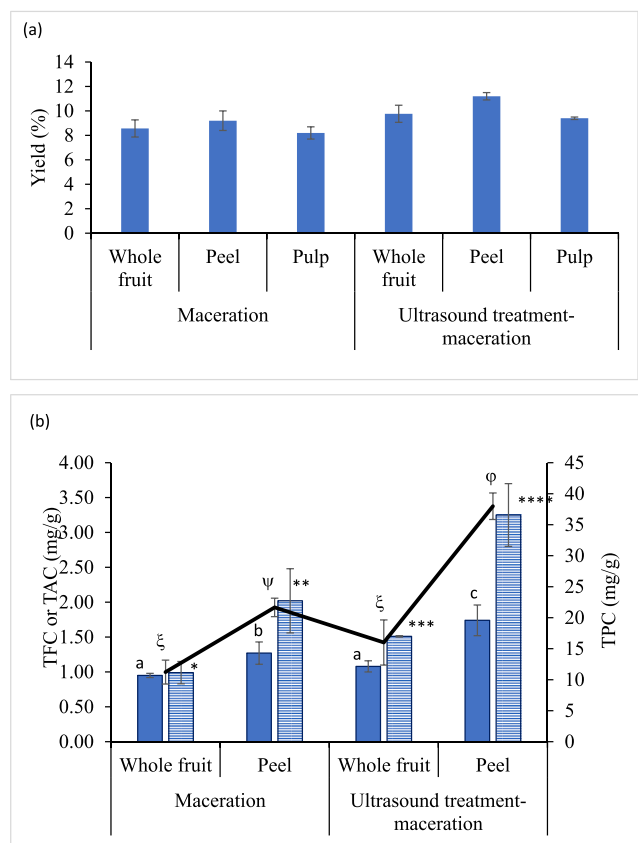 (a)
14
12
10
8
6
4
2
0
Yield (%)
Whole fruit
Peel
Pulp
Whole fruit
Peel
Pulp
Maceration
Ultrasound treatment-
maceration
(b)
4.00
3.50
3.00
2.50
2.00
1.50
1.00
0.50
0.00
TFC or TAC (mg/g)
45
40
35
30
25
20
15
10
5
0
TPC (mg/g)
a
ξ
*
b
ψ
**
a
ξ
***
c
φ
****
Whole fruit
Peel
Whole fruit
Peel
Maceration
Ultrasound treatment-
maceration